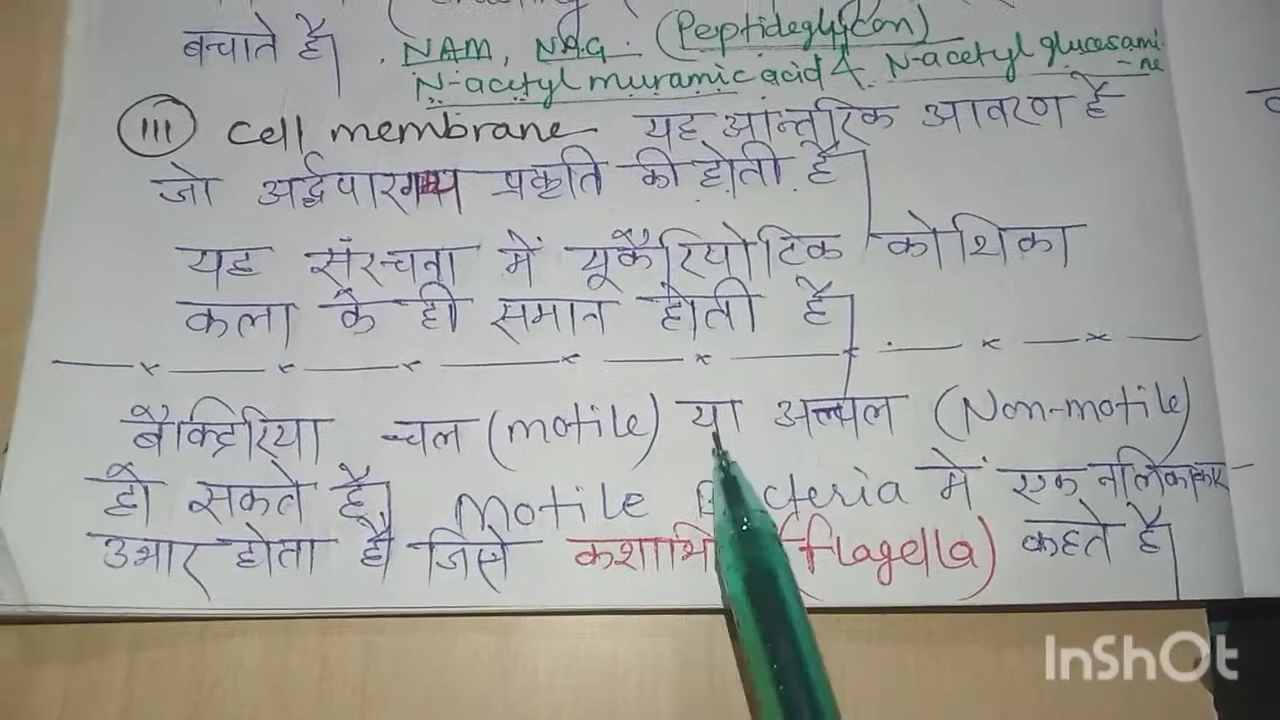 बचाते है। . NAM, NAG. (Peptideglycan)
N-acetyl muramic acid & N-acetyl glucosami-ne
(iii) Cell membrane यह आन्तरिक आवरण है
जो अर्द्धपारगम्य प्रकृति की होती है।
यह संरचना में यूकैरियोटिक कोशिका
कला के ही समान होती है।
बैक्टिरिया चल (motile) या अचल (Non-motile)
हो सकते है। Motile Bacteria में एक नलिकाकार
उभार होता है। जिसे कशाभि (flagella) कहते है।
InShOt